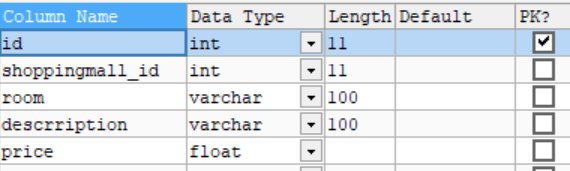 Column Name Data Type Length Default PK?
id int 11
shoppingmall_id int 11
room varchar 100
descrription varchar 100
price float